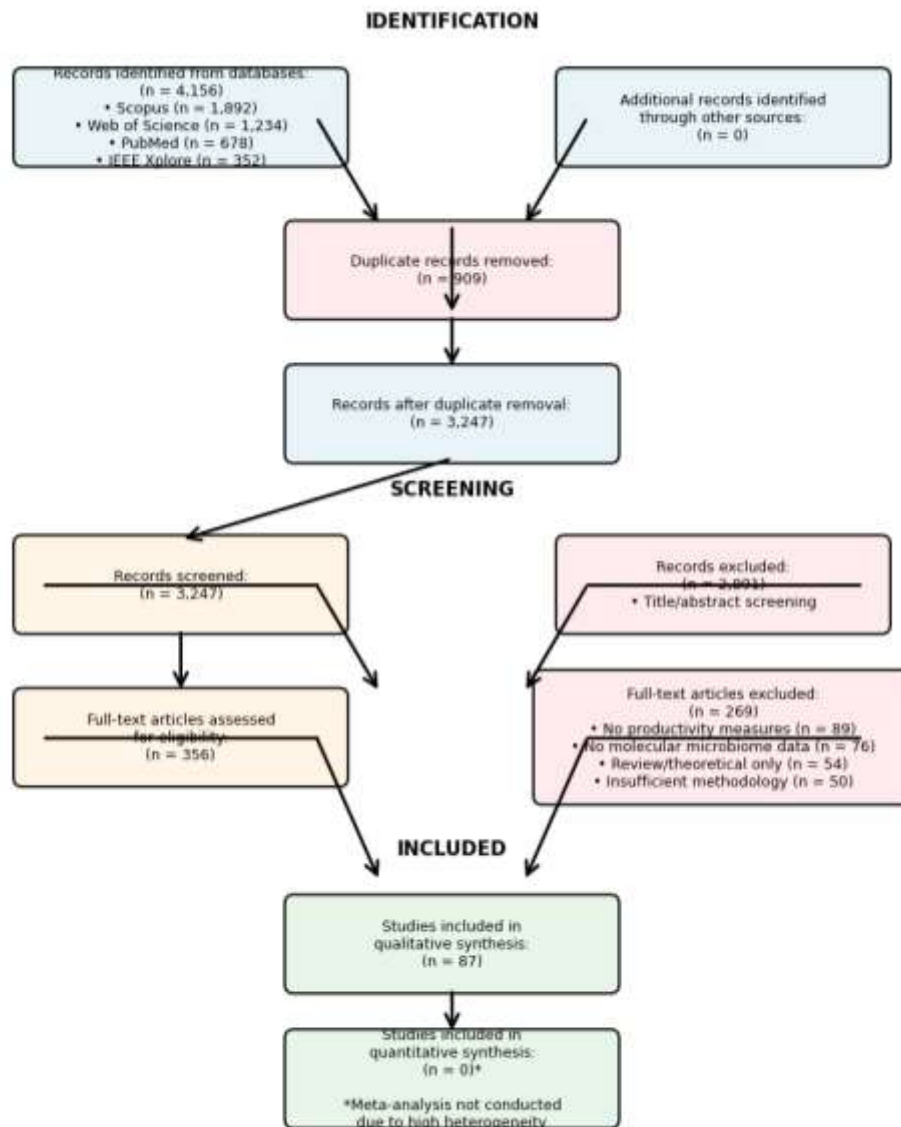 IDENTIFICATION
Records identified from databases:
(n = 4,156)
• Scopus (n = 1,892)
• Web of Science (n = 1,234)
• PubMed (n = 678)
• IEEE Xplore (n = 352)
Additional records identified
through other sources:
(n = 0)
Duplicate records removed:
(n = 909)
Records after duplicate removal:
(n = 3,247)
SCREENING
Records screened:
(n = 3,247)
Records excluded:
(n = 2,891)
• Title/abstract screening
Full-text articles assessed
for eligibility:
(n = 356)
Full-text articles excluded:
(n = 269)
• No productivity measures (n = 89)
• No molecular microbiome data (n = 76)
• Review/theoretical only (n = 54)
• Insufficient methodology (n = 50)
INCLUDED
Studies included in
qualitative synthesis:
(n = 87)
Studies included in
quantitative synthesis:
(n = 0)*
*Meta-analysis not conducted
due to high heterogeneity